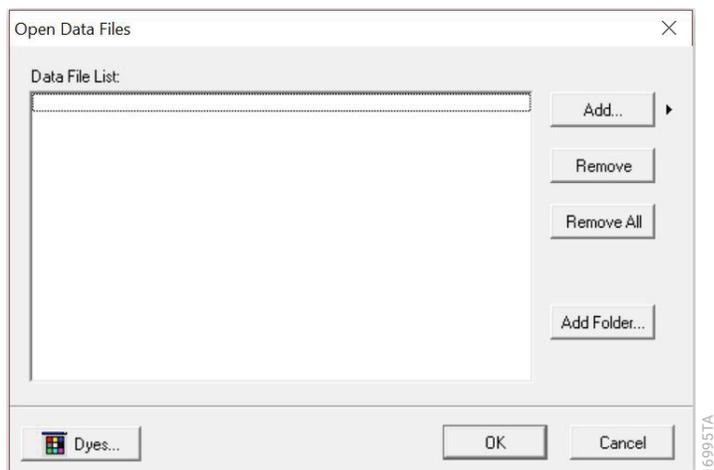 Open Data Files
Data File List:
Add...
Remove
Remove All
Add Folder...
Dyes...
OK
Cancel
6995TA